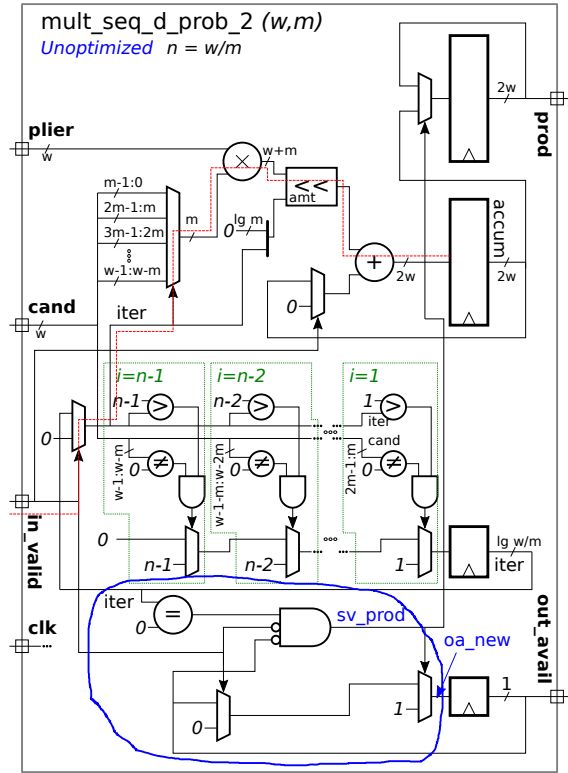 mult_seq_d_prob_2 (w,m)
Unoptimized n = w/m
2w
prod
plier
w
w+m
×
<<
amt
m-1:0
2m-1:m
3m-1:2m
w-1:w-m
m
0
lg m
accum
+
2w
2w
cand
w
iter
0
0
i=n-1
i=n-2
i=1
n-1
>
n-2
>
1
>
iter
cand
w-1:w-m
0
≠
w-1-m:w-2m
0
≠
2m-1:m
0
≠
in_valid
0
n-1
n-2
1
lg w/m
iter
iter
=
0
sv_prod
oa_new
out_avail
clk
0
1
1